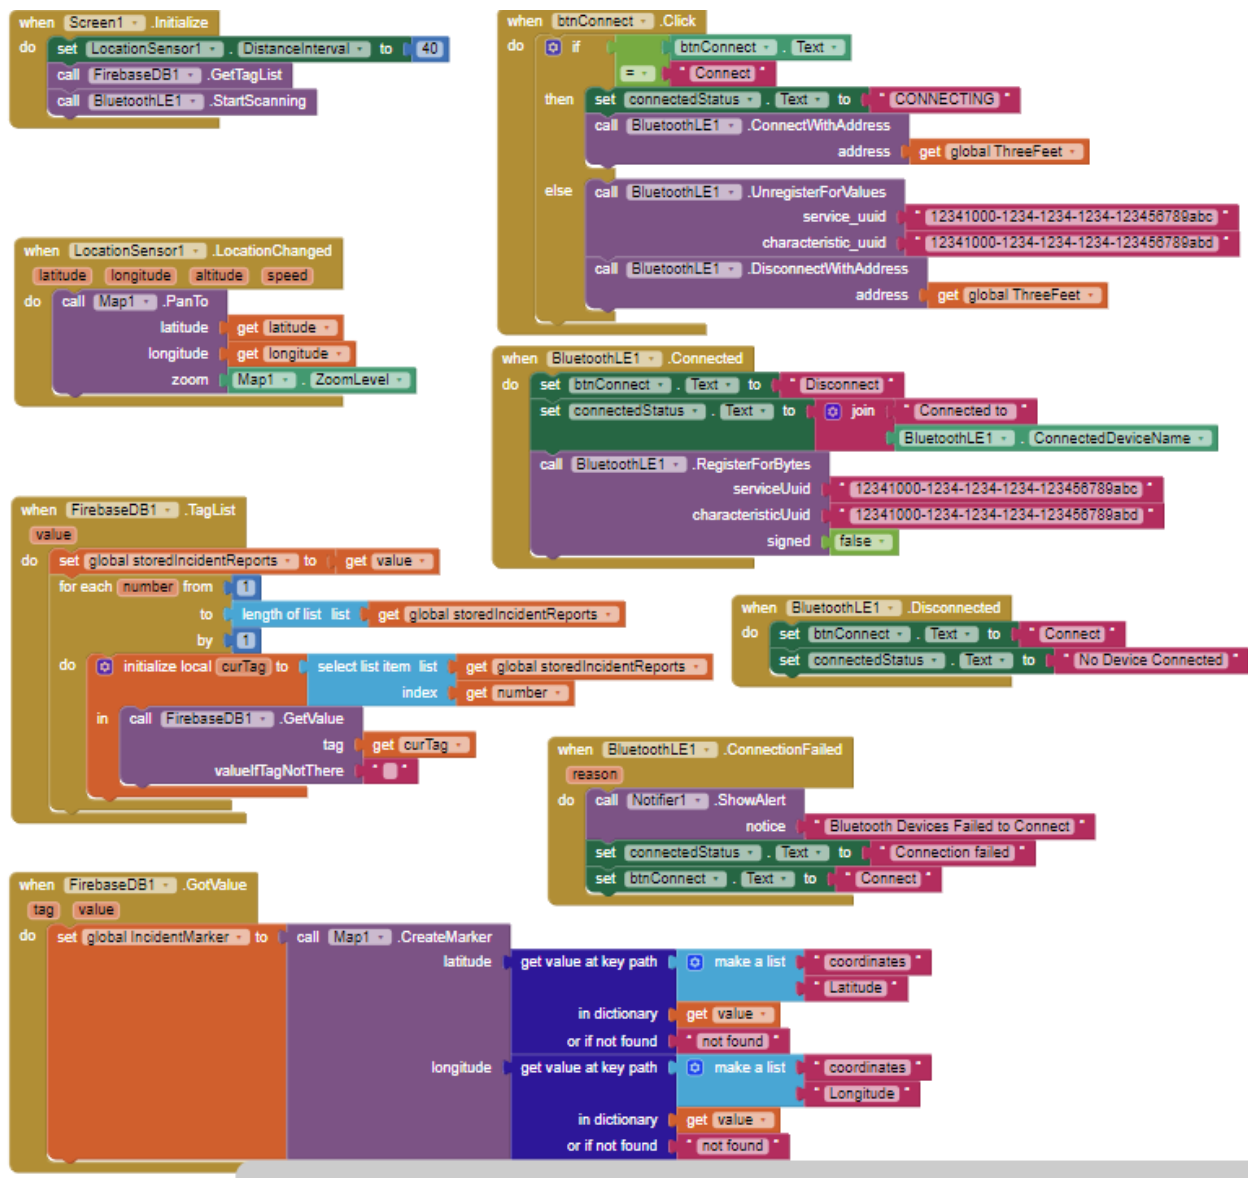 when Screen1 .Initialize
do set LocationSensor1 . DistanceInterval to 40
call FirebaseDB1 .GetTagList
call BluetoothLE1 .StartScanning
when LocationSensor1 .LocationChanged
latitude longitude altitude speed
do call Map1 .PanTo
latitude get latitude
longitude get longitude
zoom Map1 . ZoomLevel
when FirebaseDB1 .TagList
value
do set global storedIncidentReports to get value
for each number from 1
to length of list list get global storedIncidentReports
by 1
do initialize local curTag to select list item list get global storedIncidentReports
index get number
in call FirebaseDB1 .GetValue
tag get curTag
valueIfTagNotThere " "
when FirebaseDB1 .GotValue
tag value
do set global IncidentMarker to call Map1 .CreateMarker
latitude get value at key path make a list " coordinates "
" Latitude "
in dictionary get value
or if not found " not found "
longitude get value at key path make a list " coordinates "
" Longitude "
in dictionary get value
or if not found " not found "
when btnConnect .Click
do if btnConnect . Text
= " Connect "
then set connectedStatus . Text to " CONNECTING "
call BluetoothLE1 .ConnectWithAddress
address get global ThreeFeet
else call BluetoothLE1 .UnregisterForValues
service_uuid " 12341000-1234-1234-1234-123456789abc "
characteristic_uuid " 12341000-1234-1234-1234-123456789abd "
call BluetoothLE1 .DisconnectWithAddress
address get global ThreeFeet
when BluetoothLE1 .Connected
do set btnConnect . Text to " Disconnect "
set connectedStatus . Text to join " Connected to "
BluetoothLE1 . ConnectedDeviceName
call BluetoothLE1 .RegisterForBytes
serviceUuid " 12341000-1234-1234-1234-123456789abc "
characteristicUuid " 12341000-1234-1234-1234-123456789abd "
signed false
when BluetoothLE1 .Disconnected
do set btnConnect . Text to " Connect "
set connectedStatus . Text to " No Device Connected "
when BluetoothLE1 .ConnectionFailed
reason
do call Notifier1 .ShowAlert
notice " Bluetooth Devices Failed to Connect "
set connectedStatus . Text to " Connection failed "
set btnConnect . Text to " Connect "